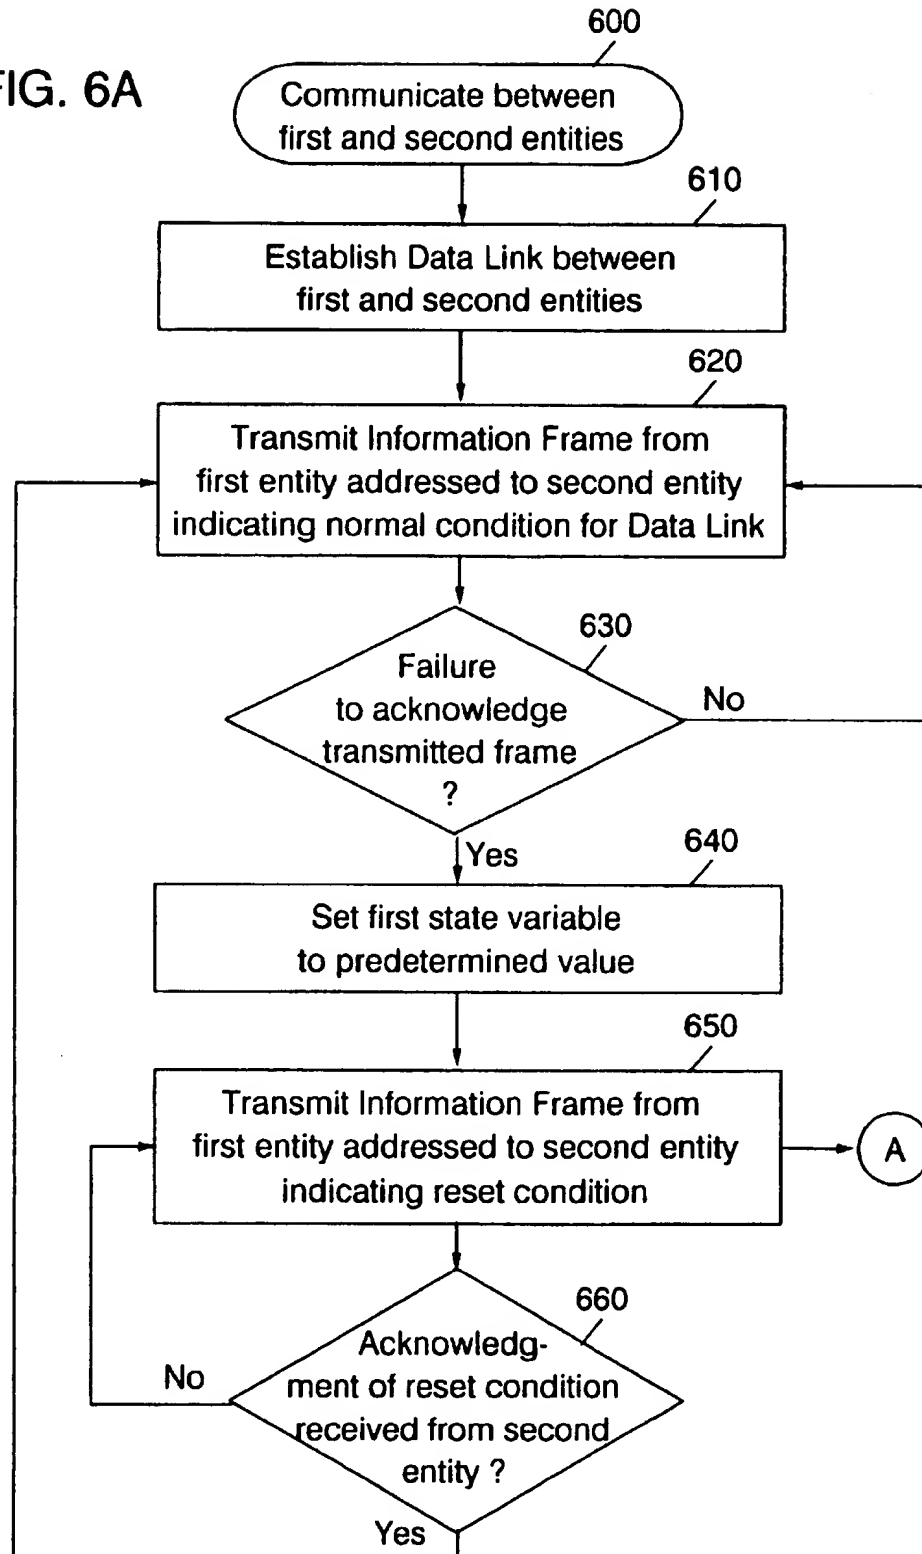 600
FIG. 6A
Communicate between
first and second entities
610
Establish Data Link between
first and second entities
620
Transmit Information Frame from
first entity addressed to second entity
indicating normal condition for Data Link
630
Failure
to acknowledge
transmitted frame
?
No
Yes
640
Set first state variable
to predetermined value
650
Transmit Information Frame from
first entity addressed to second entity
indicating reset condition
A
660
Acknowledg-
ment of reset condition
received from second
entity ?
No
Yes